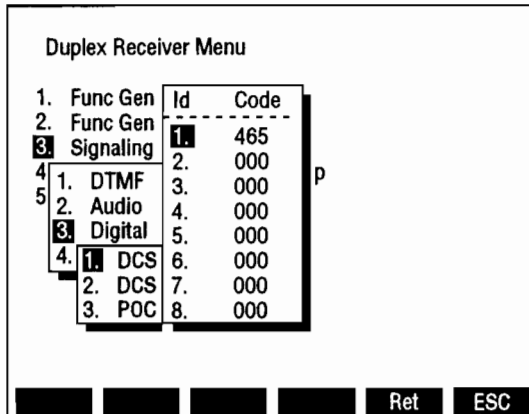 Duplex Receiver Menu
1. Func Gen
2. Func Gen
3. Signaling
4
5
p
1. DTMF
2. Audio
3. Digital
4.
1. DCS
2. DCS
3. POC
Id Code
1. 465
2. 000
3. 000
4. 000
5. 000
6. 000
7. 000
8. 000
Ret ESC